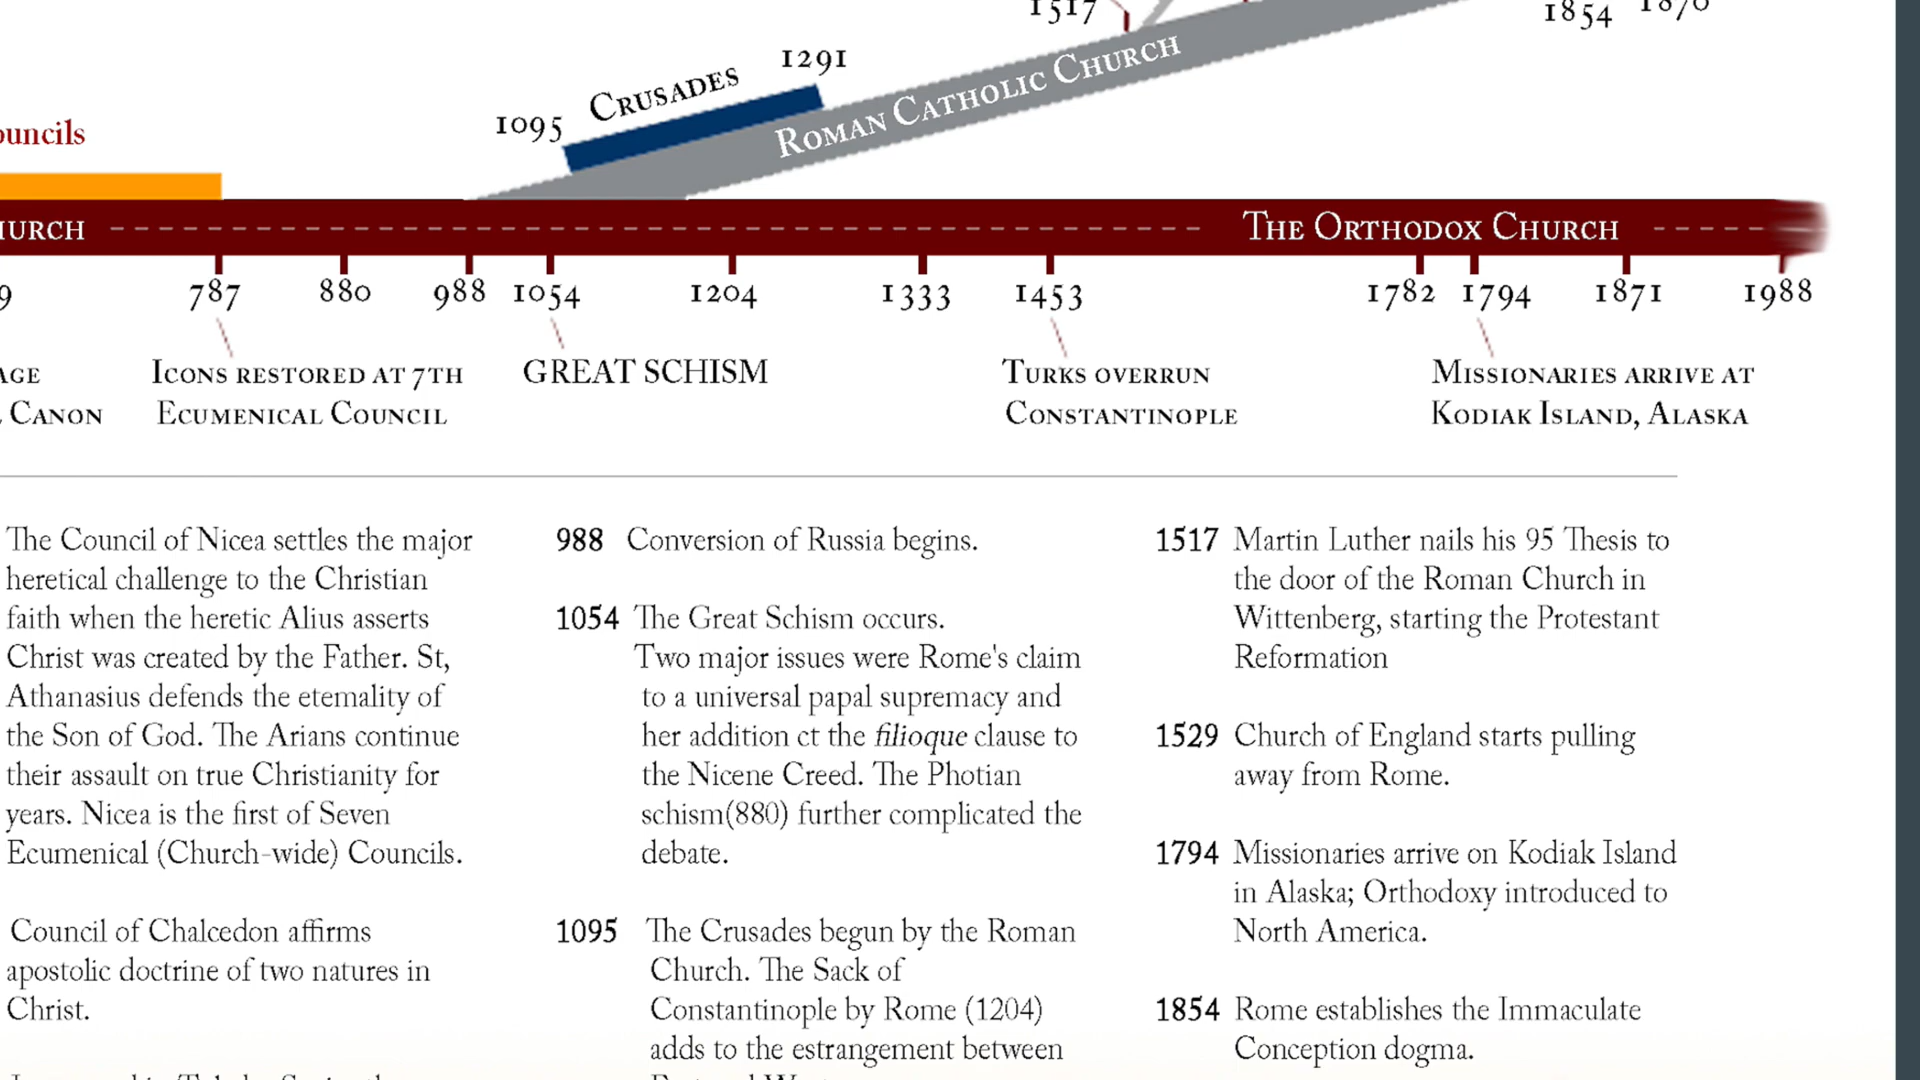 1517
1854 1870
1291
CRUSADES
1095
ROMAN CATHOLIC CHURCH
ouncils
HURCH
THE ORTHODOX CHURCH
9 787 880 988 1054 1204 1333 1453 1782 1794 1871 1988
AGE
CANON
ICONS RESTORED AT 7TH
ECUMENICAL COUNCIL
GREAT SCHISM
TURKS OVERRUN
CONSTANTINOPLE
MISSIONARIES ARRIVE AT
KODIAK ISLAND, ALASKA
The Council of Nicea settles the major
heretical challenge to the Christian
faith when the heretic Alius asserts
Christ was created by the Father. St,
Athanasius defends the etemality of
the Son of God. The Arians continue
their assault on true Christianity for
years. Nicea is the first of Seven
Ecumenical (Church-wide) Councils.
Council of Chalcedon affirms
apostolic doctrine of two natures in
Christ.
988 Conversion of Russia begins.
1054 The Great Schism occurs.
Two major issues were Rome's claim
to a universal papal supremacy and
her addition ct the filioque clause to
the Nicene Creed. The Photian
schism(880) further complicated the
debate.
1095 The Crusades begun by the Roman
Church. The Sack of
Constantinople by Rome (1204)
adds to the estrangement between
1517 Martin Luther nails his 95 Thesis to
the door of the Roman Church in
Wittenberg, starting the Protestant
Reformation
1529 Church of England starts pulling
away from Rome.
1794 Missionaries arrive on Kodiak Island
in Alaska; Orthodoxy introduced to
North America.
1854 Rome establishes the Immaculate
Conception dogma.